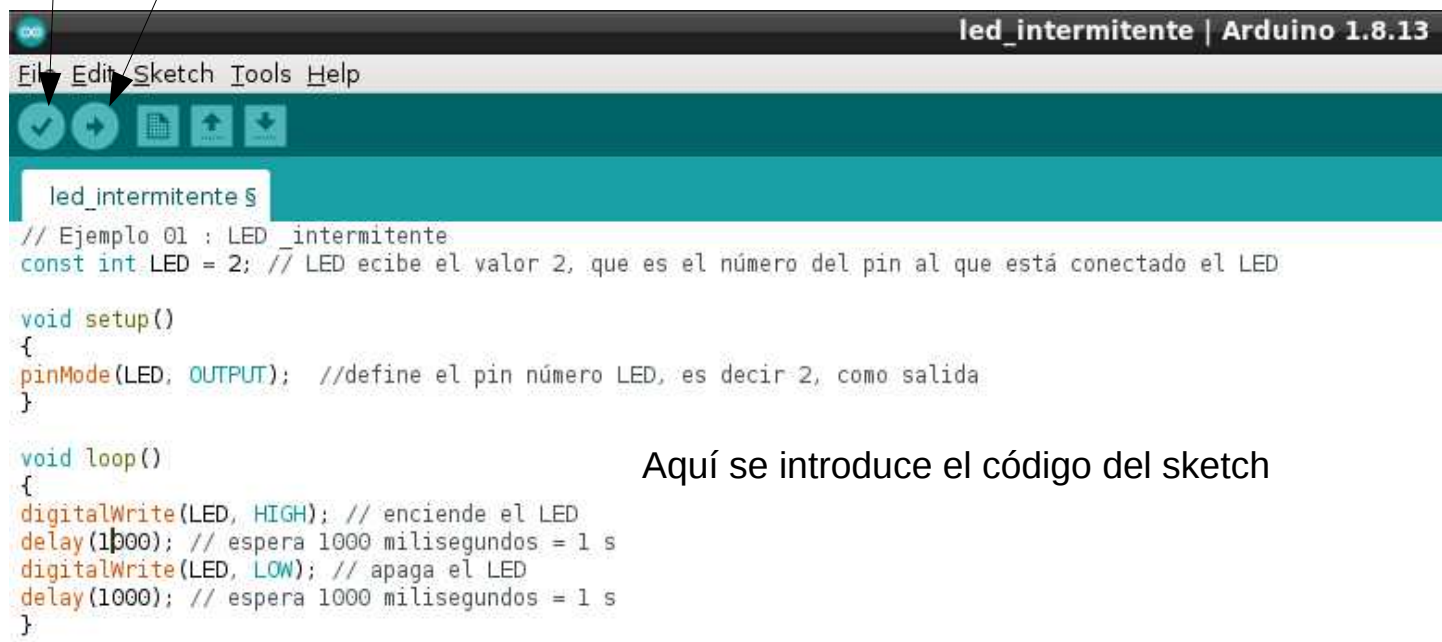 led_intermitente | Arduino 1.8.13
File Edit Sketch Tools Help
led_intermitente §
// Ejemplo 01 : LED _intermitente
const int LED = 2; // LED ecibe el valor 2, que es el número del pin al que está conectado el LED
void setup()
{
pinMode(LED, OUTPUT);  //define el pin número LED, es decir 2, como salida
}
void loop()
Aquí se introduce el código del sketch
{
digitalWrite(LED, HIGH); // enciende el LED
delay(1000); // espera 1000 milisegundos = 1 s
digitalWrite(LED, LOW); // apaga el LED
delay(1000); // espera 1000 milisegundos = 1 s
}